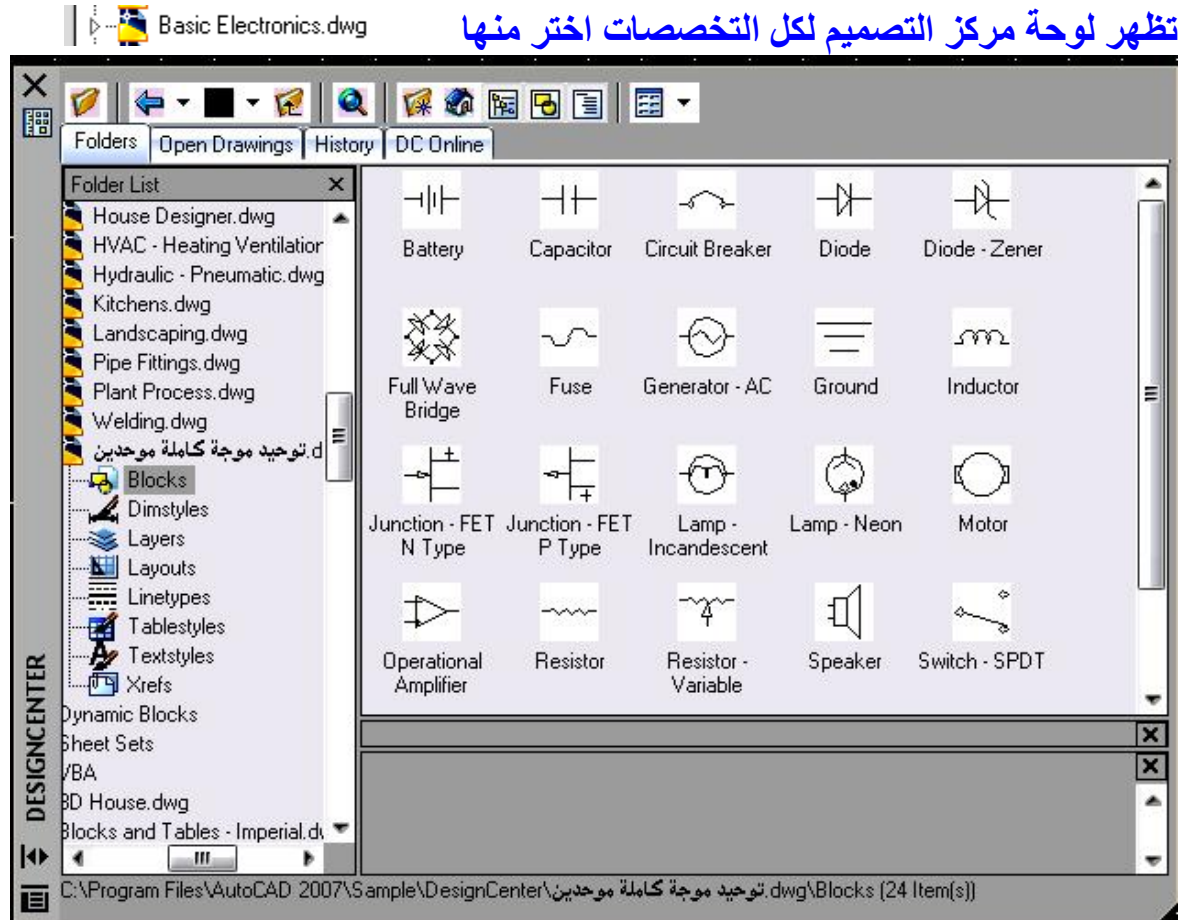 تظهر لوحة مركز التصميم لكل التخصصات اختر منها
Basic Electronics.dwg
Folders Open Drawings History DC Online
Folder List
House Designer.dwg
HVAC - Heating Ventilation
Hydraulic - Pneumatic.dwg
Kitchens.dwg
Landscaping.dwg
Pipe Fittings.dwg
Plant Process.dwg
Welding.dwg
توحيد موجة كاملة موحدين.d
Blocks
Dimstyles
Layers
Layouts
Linetypes
Tablestyles
Textstyles
Xrefs
Dynamic Blocks
Sheet Sets
VBA
3D House.dwg
Blocks and Tables - Imperial.dw
Battery Capacitor Circuit Breaker Diode Diode - Zener
Full Wave Fuse Generator - AC Ground Inductor
Bridge
Junction - FET Junction - FET Lamp - Lamp - Neon Motor
N Type P Type Incandescent
Operational Resistor Resistor - Speaker Switch - SPDT
Amplifier Variable
DESIGNCENTER
C:\Program Files\AutoCAD 2007\Sample\DesignCenter\توحيد موجة كاملة موحدين.dwg\Blocks (24 Item(s))